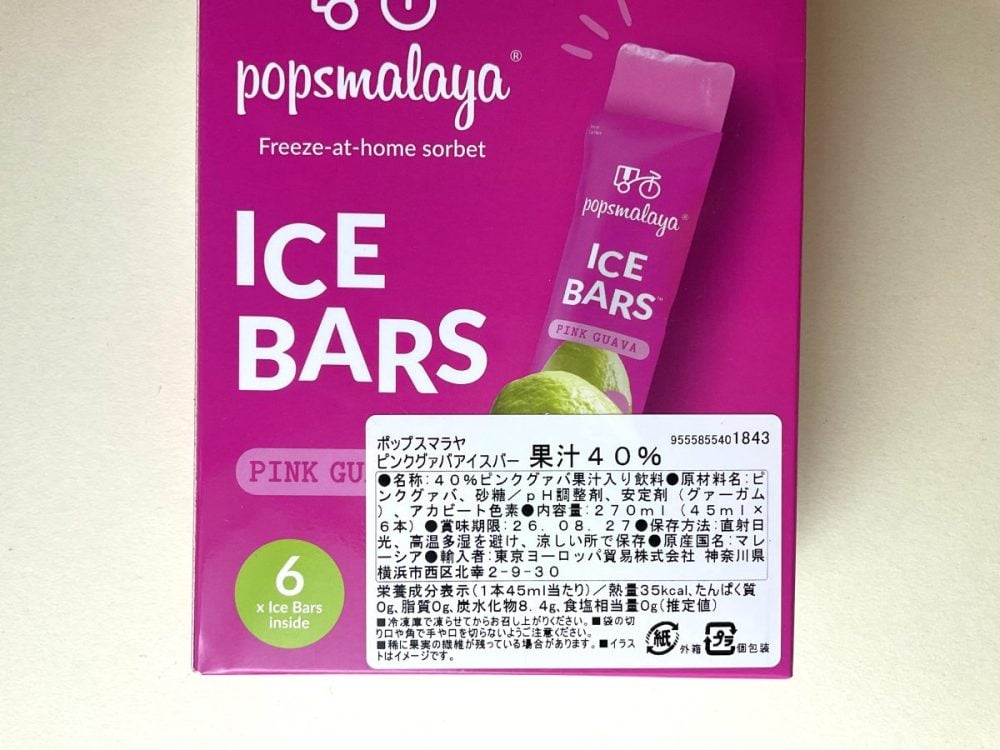 popsmalaya®
Freeze-at-home sorbet
ICE
BARS
PINK GU
6
x Ice Bars
inside
popsmalaya®
ICE
BARS™
PINK GUAVA
ポップスマラヤ
ピンクグァバアイスバー 果汁40%
9555855401843
●名称:40%ピンクグァバ果汁入り飲料●原材料名:ピ
ンクグァバ、砂糖/pH調整剤、安定剤(グァーガム
)、アカビート色素●内容量:270ml(45ml×
6本)●賞味期限:26.08.27●保存方法:直射日
光、高温多湿を避け、涼しい所で保存●原産国名:マレ
ーシア●輸入者:東京ヨーロッパ貿易株式会社 神奈川県
横浜市西区北幸2-9-30
栄養成分表示(1本45ml当たり)/熱量35kcal,たんぱく質
0g,脂質0g,炭水化物8.4g,食塩相当量0g(推定値)
■冷凍庫で凍らせてからお召し上がりください。■袋の切
り口や角で手や口を切らないようご注意ください。
■稀に果実の繊維が残っている場合があります。■イラス
トはイメージです。
紙 外箱 プラ 個包装